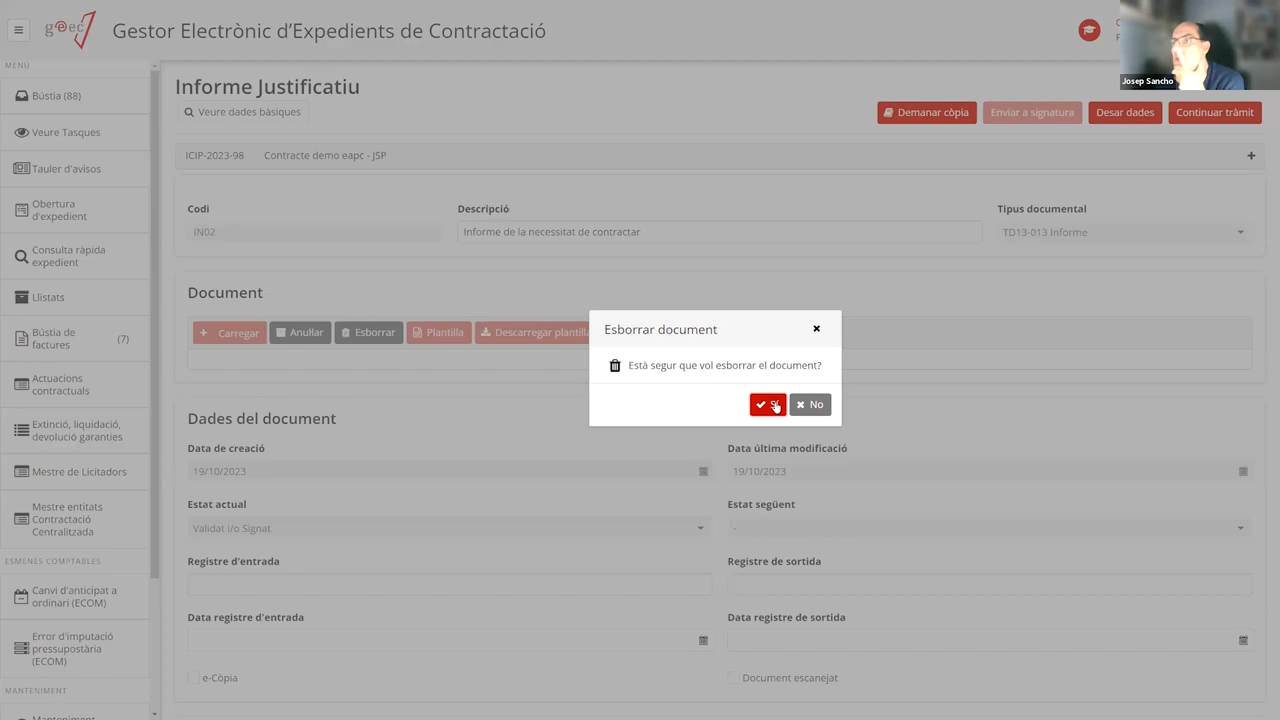 geec
Gestor Electrònic d'Expedients de Contractació
Josep Sancho
MENÚ
Bústia (88)
Veure Tasques
Tauler d'avisos
Obertura
d'expedient
Consulta ràpida
expedient
Llistats
Bústia de
factures
(7)
Actuacions
contractuals
Extinció, liquidació,
devolució garanties
Mestre de Licitadors
Mestre entitats
Contractació
Centralitzada
ESMENES COMPTABLES
Canvi d'anticipat a
ordinari (ECOM)
Error d'imputació
pressupostària
(ECOM)
MANTENIMENT
Manteniment
Informe Justificatiu
Veure dades bàsiques
Demanar còpia
Enviar a signatura
Desar dades
Continuar tràmit
ICIP-2023-98 Contracte demo eapc - JSP
Codi
Descripció
Tipus documental
IN02
Informe de la necessitat de contractar
TD13-013 Informe
Document
Carregar
Anul·lar
Esborrar
Plantilla
Descarregar plantilla
Esborrar document
Està segur que vol esborrar el document?
Sí
No
Dades del document
Data de creació
Data última modificació
19/10/2023
19/10/2023
Estat actual
Estat següent
Validat i/o Signat
-
Registre d'entrada
Registre de sortida
Data registre d'entrada
Data registre de sortida
e-Còpia
Document escanejat